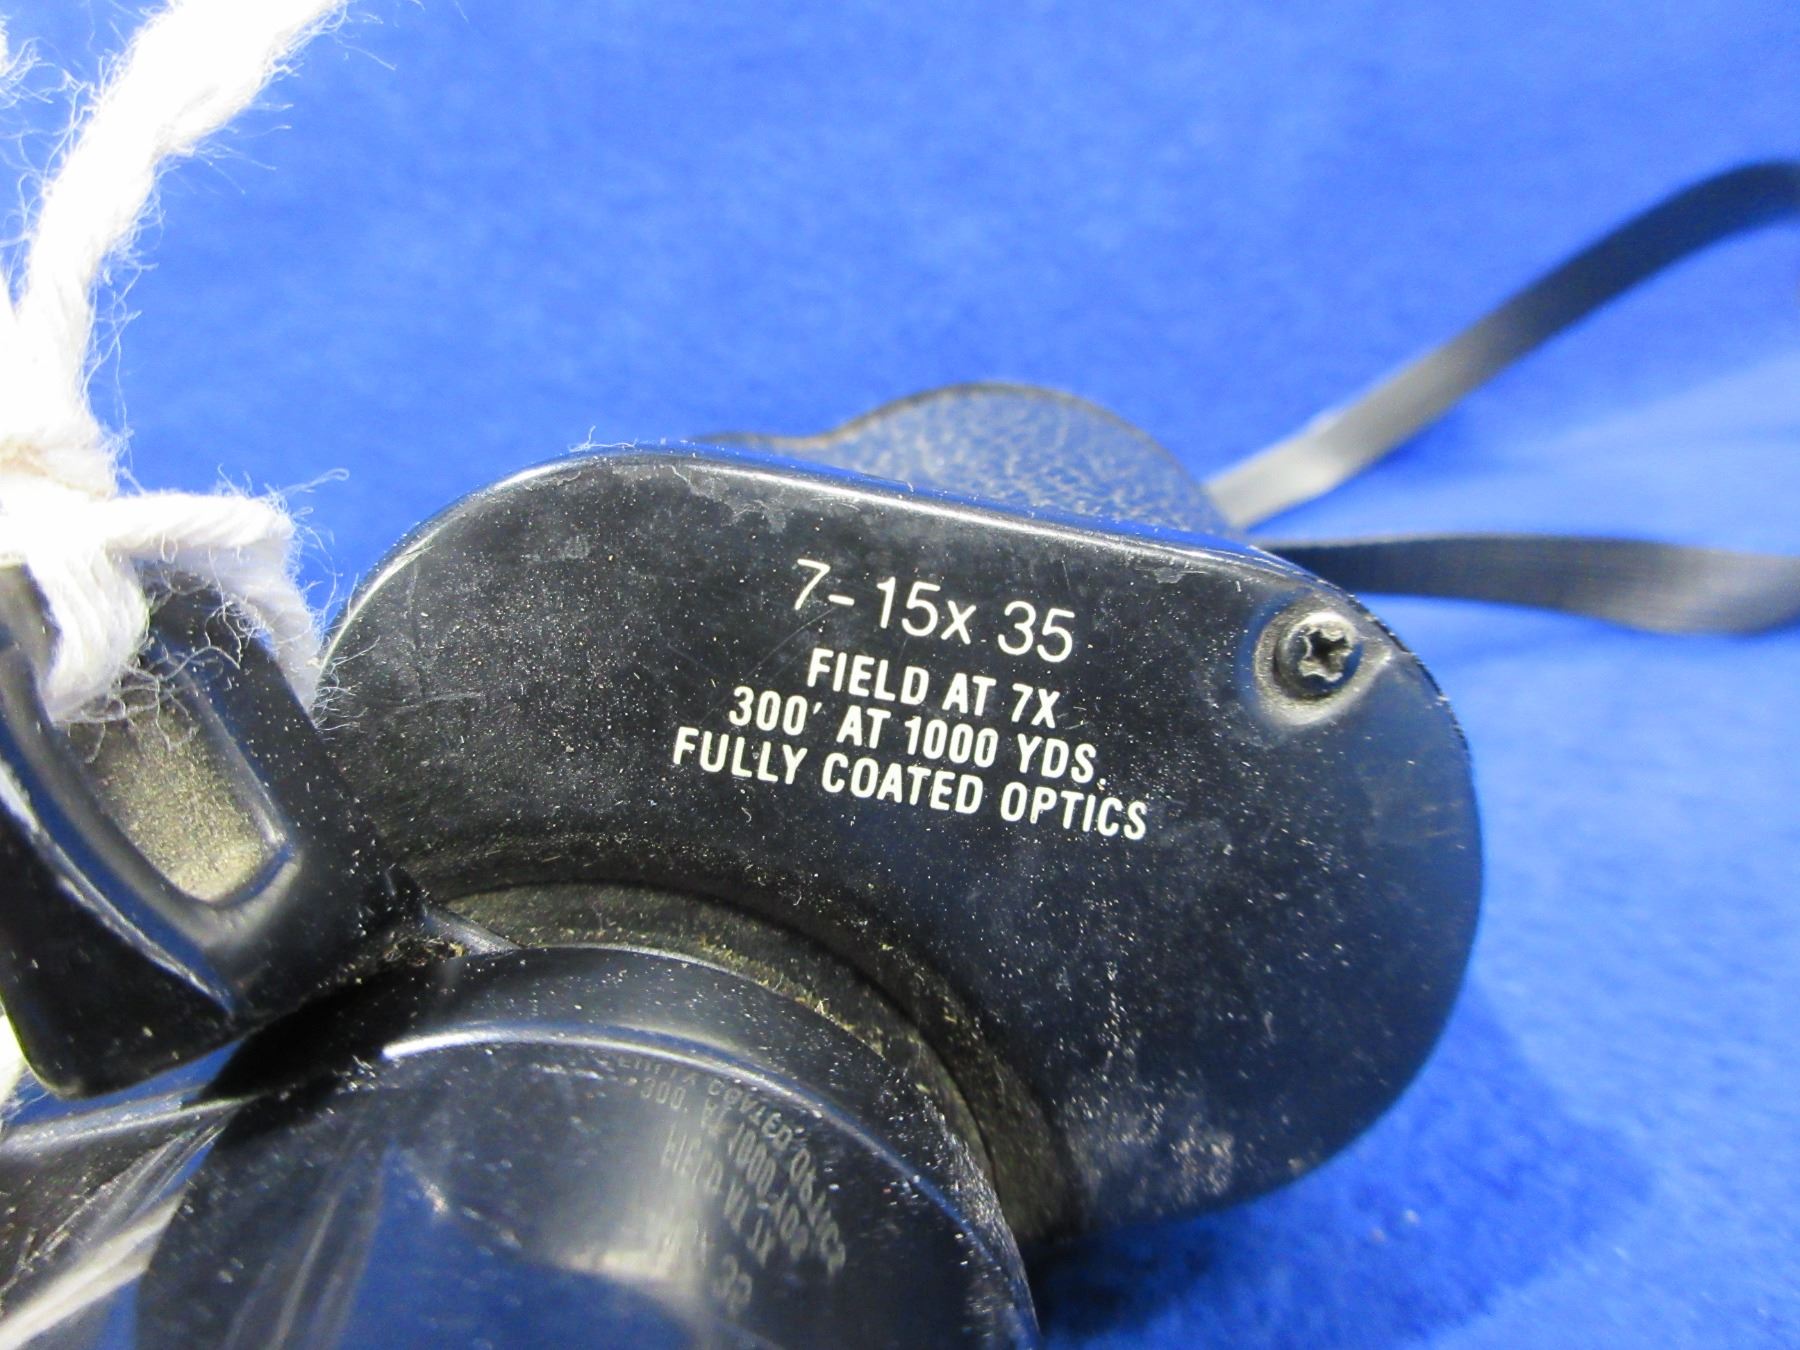 7-15x 35
FIELD AT 7X
300' AT 1000 YDS.
FULLY COATED OPTICS